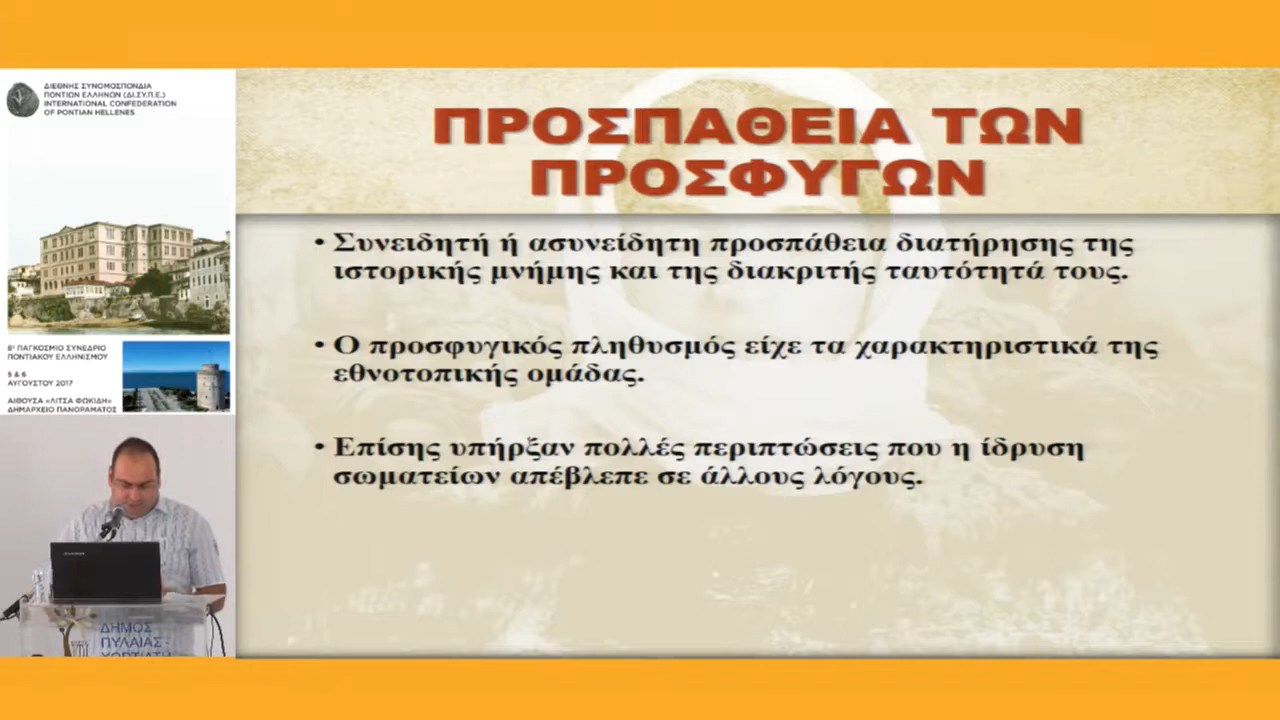 ΔΙΕΘΝΗΣ ΣΥΝΟΜΟΣΠΟΝΔΙΑ
ΠΟΝΤΙΩΝ ΕΛΛΗΝΩΝ (ΔΙ.ΣΥ.Π.Ε.)
INTERNATIONAL CONFEDERATION
OF PONTIAN HELLENES
8ο ΠΑΓΚΟΣΜΙΟ ΣΥΝΕΔΡΙΟ
ΠΟΝΤΙΑΚΟΥ ΕΛΛΗΝΙΣΜΟΥ
5 & 6
ΑΥΓΟΥΣΤΟΥ 2017
ΑΙΘΟΥΣΑ «ΛΙΤΣΑ ΦΩΚΙΔΗ»
ΔΗΜΑΡΧΕΙΟ ΠΑΝΟΡΑΜΑΤΟΣ
ΔΗΜΟΣ
ΠΥΛΑΙΑΣ -
ΧΟΡΤΙΑΤΗ
ΠΡΟΣΠΑΘΕΙΑ ΤΩΝ
ΠΡΟΣΦΥΓΩΝ
• Συνειδητή ή ασυνείδητη προσπάθεια διατήρησης της
ιστορικής μνήμης και της διακριτής ταυτότητά τους.
• Ο προσφυγικός πληθυσμός είχε τα χαρακτηριστικά της
εθνοτοπικής ομάδας.
• Επίσης υπήρξαν πολλές περιπτώσεις που η ίδρυση
σωματείων απέβλεπε σε άλλους λόγους.